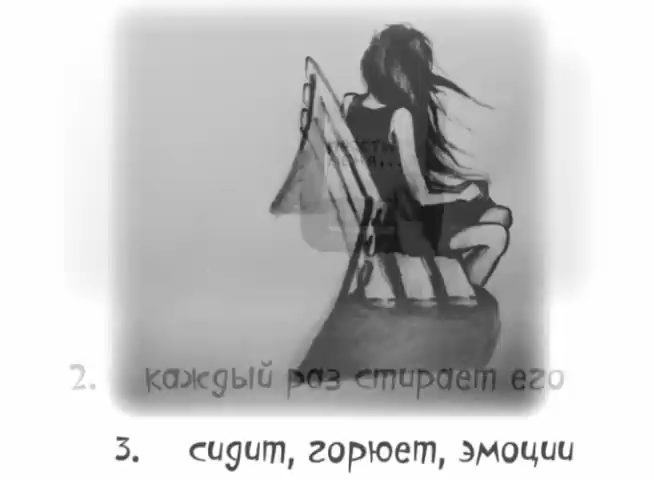 2. каждый раз стирает его
3. сидит, горюет, эмоции